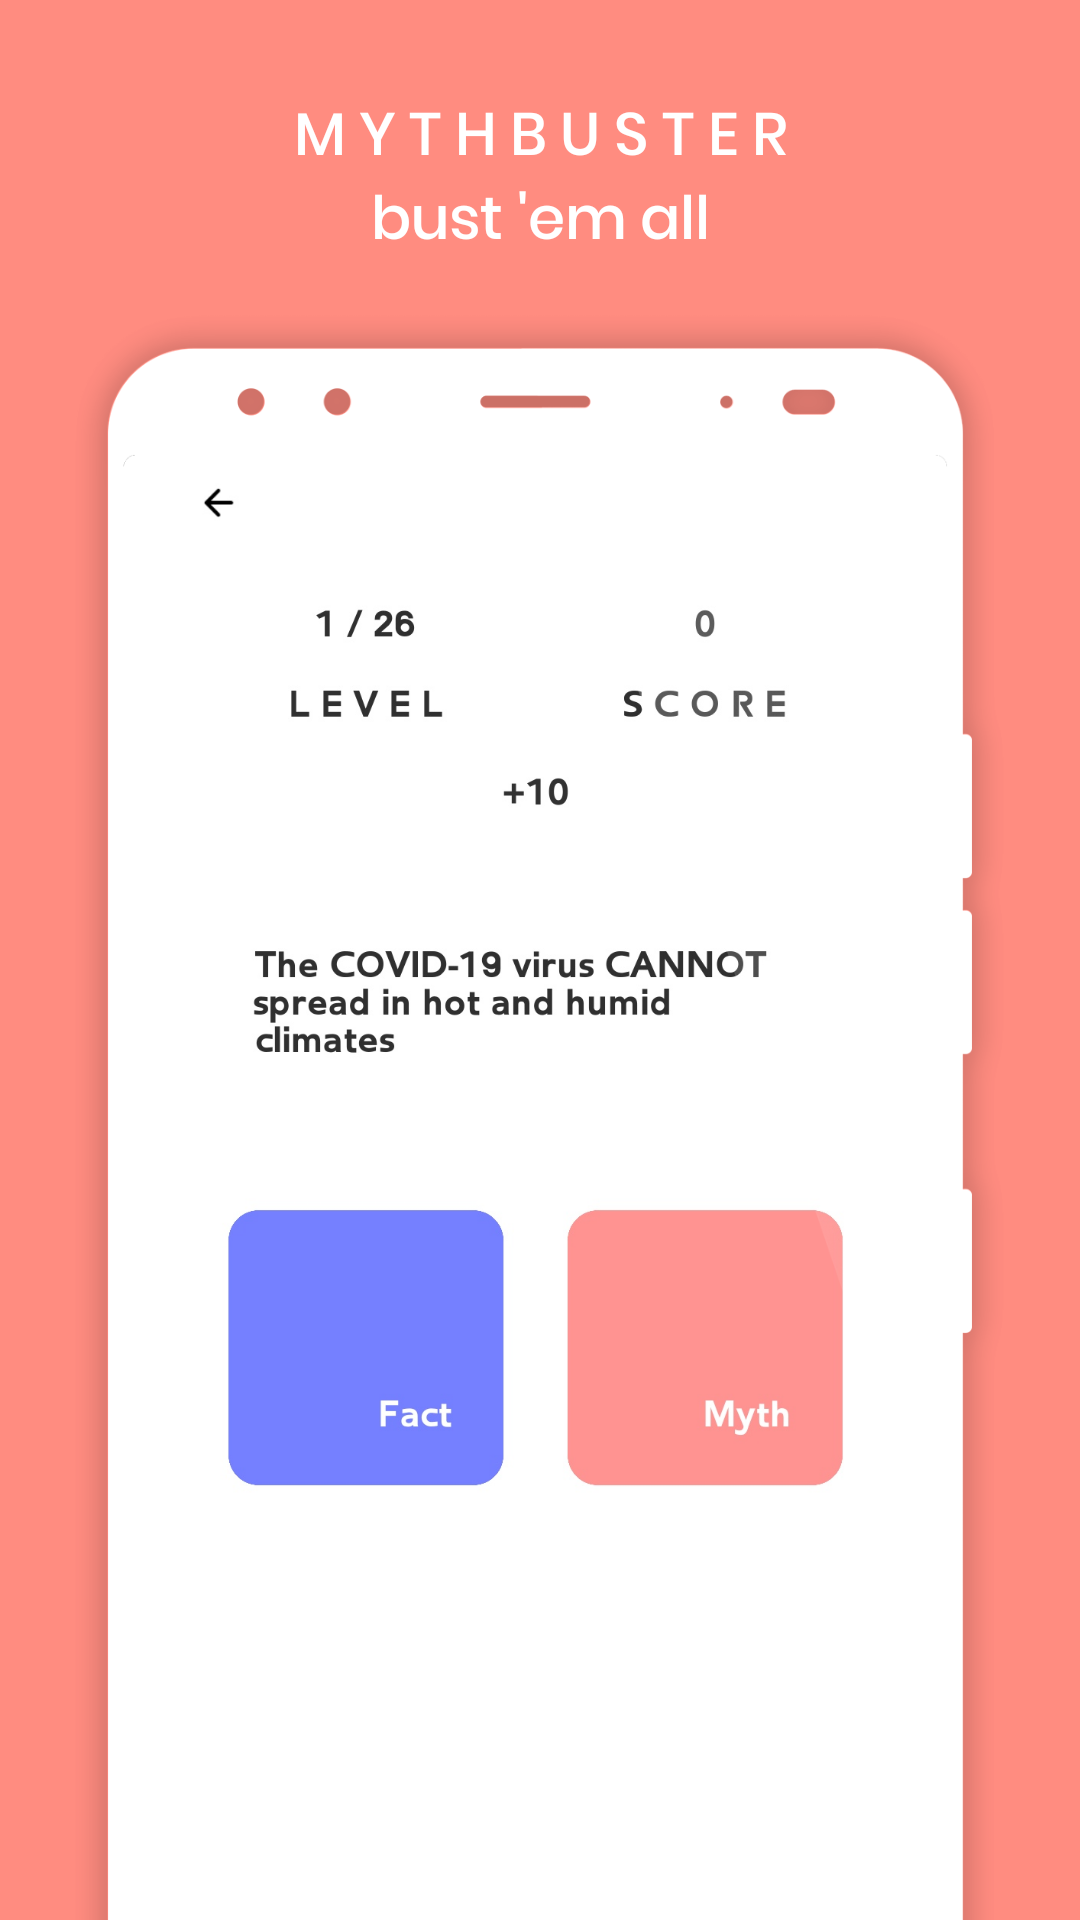 MYTHBUSTER
bust 'em all
1 / 26
0
LEVEL
SCORE
+10
The COVID-19 virus CANNOT
spread in hot and humid
climates
Fact
Myth